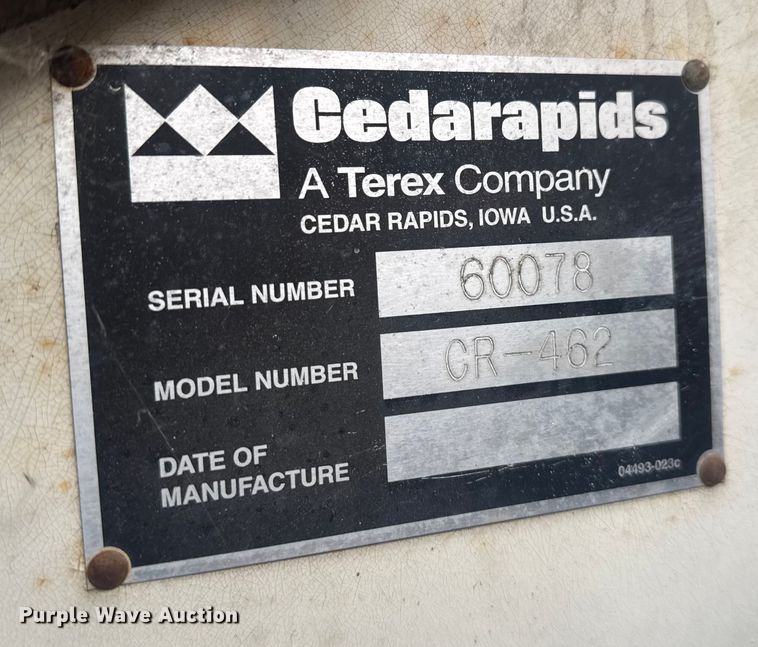 Cedarapids
A Terex Company
CEDAR RAPIDS, IOWA U.S.A.
SERIAL NUMBER 60078
MODEL NUMBER CR-462
DATE OF
MANUFACTURE
04493-023c
Purple Wave Auction